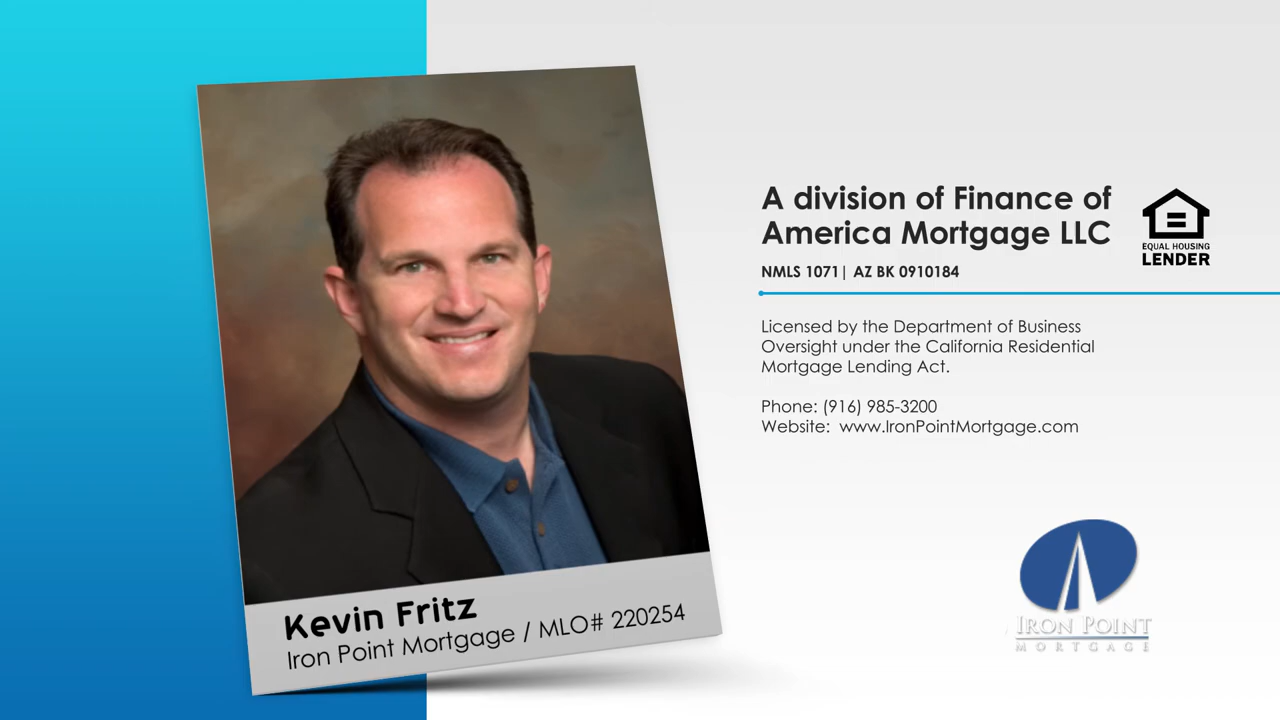 A division of Finance of
America Mortgage LLC
EQUAL HOUSING
LENDER
NMLS 1071| AZ BK 0910184
Licensed by the Department of Business
Oversight under the California Residential
Mortgage Lending Act.
Phone: (916) 985-3200
Website: www.IronPointMortgage.com
Kevin Fritz
Iron Point Mortgage / MLO# 220254
IRON POINT
MORTGAGE